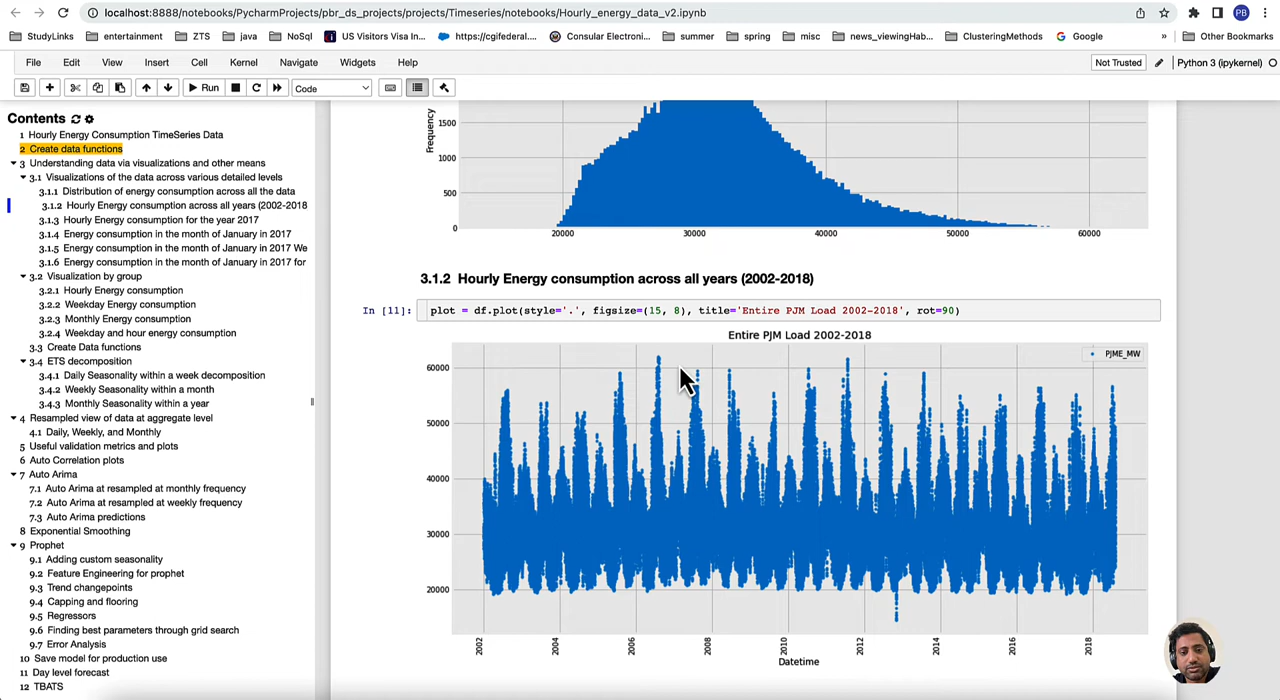 localhost:8888/notebooks/PycharmProjects/pbr_ds_projects/projects/Timeseries/notebooks/Hourly_energy_data_v2.ipynb
PB
StudyLinks entertainment ZTS java NoSql US Visitors Visa In... https://cgifederal.... Consular Electroni... summer spring misc news_viewingHab... ClusteringMethods Google » Other Bookmarks
File Edit View Insert Cell Kernel Navigate Widgets Help Not Trusted Python 3 (ipykernel)
Run Code
Contents
1 Hourly Energy Consumption TimeSeries Data
2 Create data functions
3 Understanding data via visualizations and other means
3.1 Visualizations of the data across various detailed levels
3.1.1 Distribution of energy consumption across all the data
3.1.2 Hourly Energy consumption across all years (2002-2018
3.1.3 Hourly Energy consumption for the year 2017
3.1.4 Energy consumption in the month of January in 2017
3.1.5 Energy consumption in the month of January in 2017 We
3.1.6 Energy consumption in the month of January in 2017 for
3.2 Visualization by group
3.2.1 Hourly Energy consumption
3.2.2 Weekday Energy consumption
3.2.3 Monthly Energy consumption
3.2.4 Weekday and hour energy consumption
3.3 Create Data functions
3.4 ETS decomposition
3.4.1 Daily Seasonality within a week decomposition
3.4.2 Weekly Seasonality within a month
3.4.3 Monthly Seasonality within a year
4 Resampled view of data at aggregate level
4.1 Daily, Weekly, and Monthly
5 Useful validation metrics and plots
6 Auto Correlation plots
7 Auto Arima
7.1 Auto Arima at resampled at monthly frequency
7.2 Auto Arima at resampled at weekly frequency
7.3 Auto Arima predictions
8 Exponential Smoothing
9 Prophet
9.1 Adding custom seasonality
9.2 Feature Engineering for prophet
9.3 Trend changepoints
9.4 Capping and flooring
9.5 Regressors
9.6 Finding best parameters through grid search
9.7 Error Analysis
10 Save model for production use
11 Day level forecast
12 TBATS
Frequency
1500
1000
500
0
20000 30000 40000 50000 60000
3.1.2 Hourly Energy consumption across all years (2002-2018)
In [11]: plot = df.plot(style='.', figsize=(15, 8), title='Entire PJM Load 2002-2018', rot=90)
Entire PJM Load 2002-2018
PJME_MW
60000
50000
40000
30000
20000
2002 2004 2006 2008 2010 2012 2014 2016 2018
Datetime